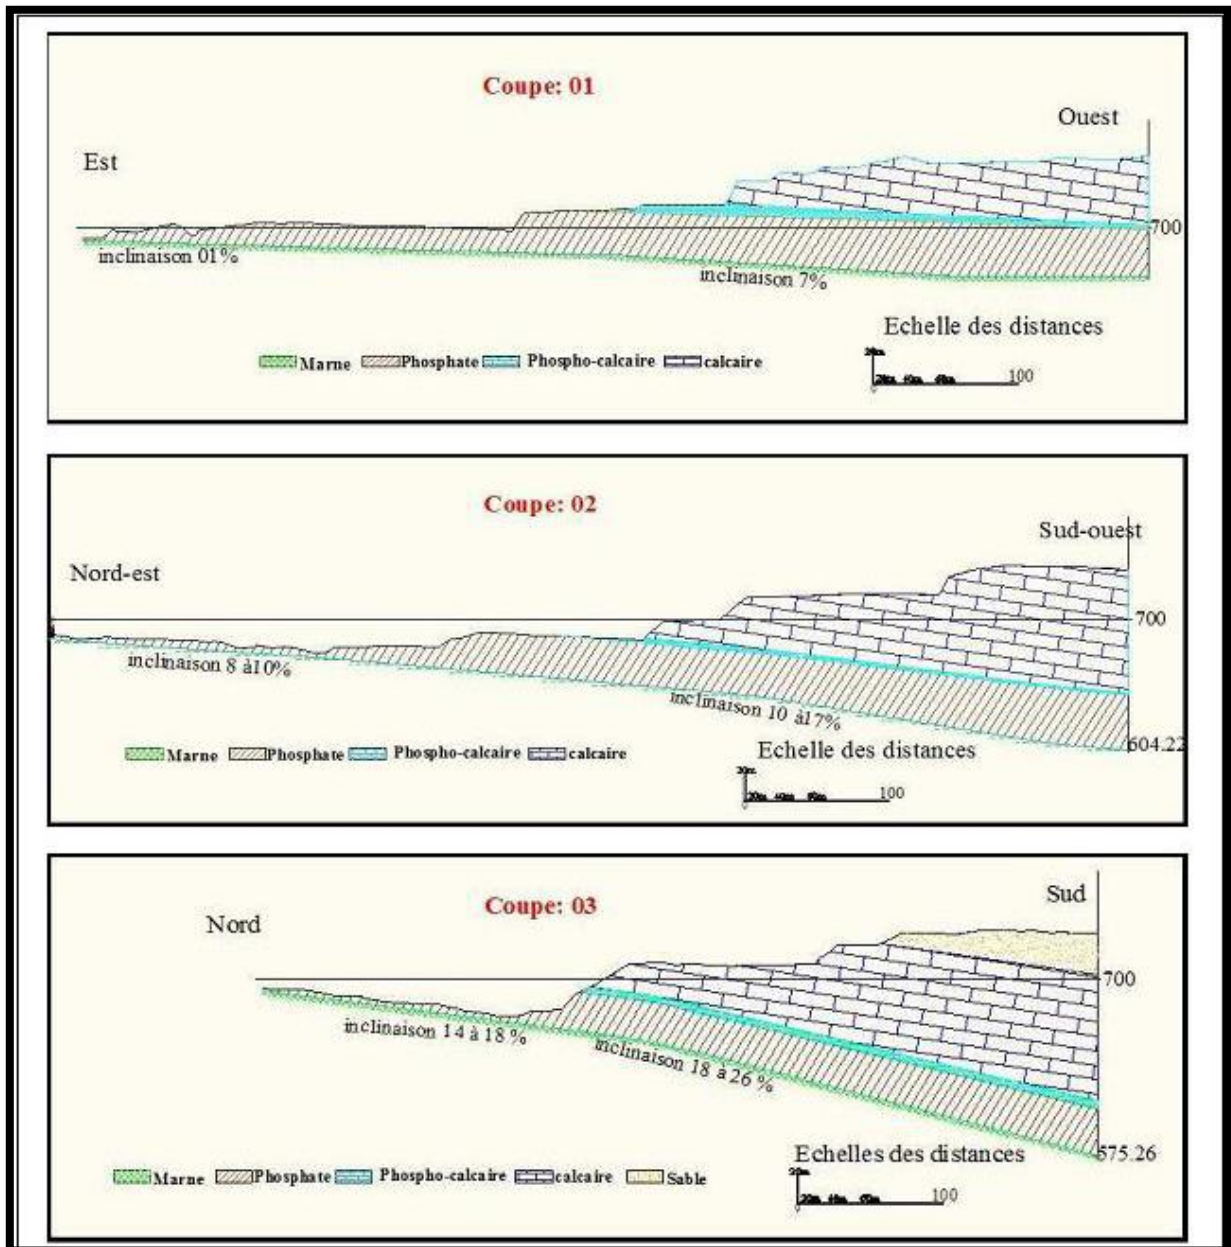 Coupe: 01
Ouest
Est
700
inclinaison 01%
inclinaison 7%
Echelle des distances
Marne Phosphate Phospho-calcaire calcaire
100
Coupe: 02
Sud-ouest
Nord-est
700
inclinaison 8 à10%
inclinaison 10 à17%
604.22
Marne Phosphate Phospho-calcaire calcaire
Echelle des distances
100
Coupe: 03
Sud
Nord
700
inclinaison 14 à 18 %
inclinaison 18 à 26 %
575.26
Echelles des distances
Marne Phosphate Phospho-calcaire calcaire Sable
100